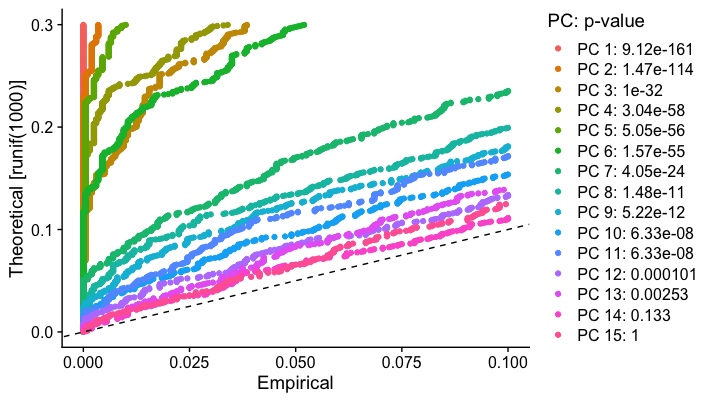 PC: p-value
PC 1: 9.12e-161
PC 2: 1.47e-114
PC 3: 1e-32
PC 4: 3.04e-58
PC 5: 5.05e-56
PC 6: 1.57e-55
PC 7: 4.05e-24
PC 8: 1.48e-11
PC 9: 5.22e-12
PC 10: 6.33e-08
PC 11: 6.33e-08
PC 12: 0.000101
PC 13: 0.00253
PC 14: 0.133
PC 15: 1
Theoretical [runif(1000)]
0.3
0.2
0.1
0.0
0.000 0.025 0.050 0.075 0.100
Empirical